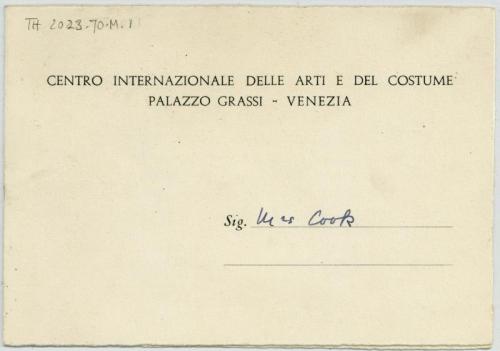 TH 2023.70.M.1
CENTRO INTERNAZIONALE DELLE ARTI E DEL COSTUME
PALAZZO GRASSI - VENEZIA
Sig. Mrs Cook